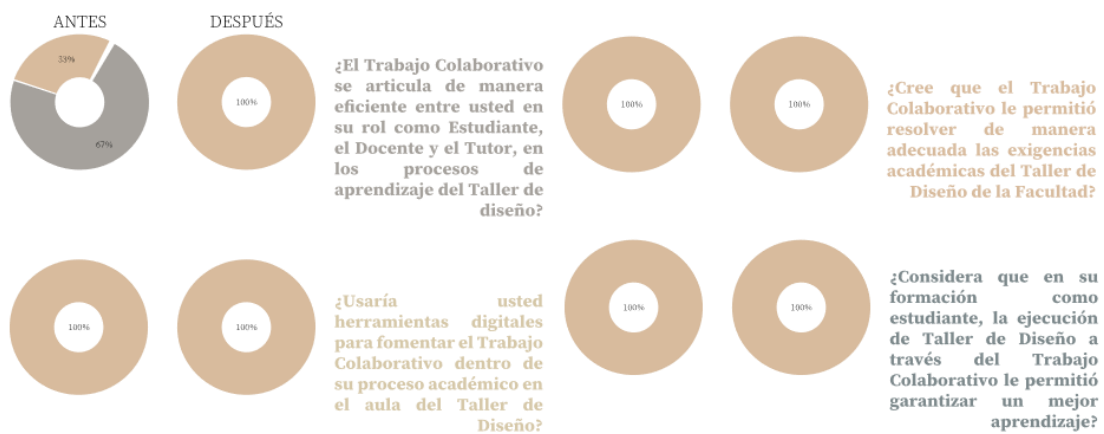 ANTES
DESPUÉS
33%
67%
100%
¿El Trabajo Colaborativo
se articula de manera
eficiente entre usted en
su rol como Estudiante,
el Docente y el Tutor, en
los procesos de
aprendizaje del Taller de
diseño?
100%
100%
¿Cree que el Trabajo
Colaborativo le permitió
resolver de manera
adecuada las exigencias
académicas del Taller de
Diseño de la Facultad?
100%
100%
¿Usaría usted
herramientas digitales
para fomentar el Trabajo
Colaborativo dentro de
su proceso académico en
el aula del Taller de
Diseño?
100%
100%
¿Considera que en su
formación como
estudiante, la ejecución
de Taller de Diseño a
través del Trabajo
Colaborativo le permitió
garantizar un mejor
aprendizaje?